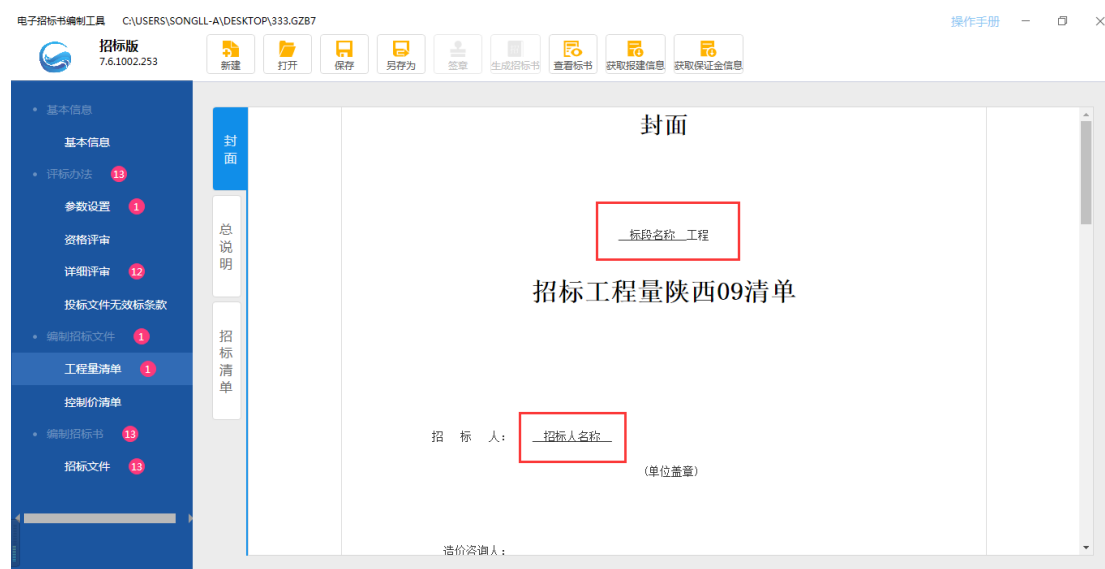 电子招标书编制工具 C:\USERS\SONGLL-A\DESKTOP\333.GZB7 操作手册
招标版
7.6.1002.253
新建 打开 保存 另存为 签章 生成招标书 查看标书 获取报建信息 获取保证金信息
基本信息
基本信息
评标办法 13
参数设置 1
资格评审
详细评审 12
投标文件无效标条款
编制招标文件 1
工程量清单 1
控制价清单
编制招标书 13
招标文件 13
封面
总说明
招标清单
封面
标段名称 工程
招标工程量陕西09清单
招 标 人： 招标人名称
（单位盖章）
造价咨询人：